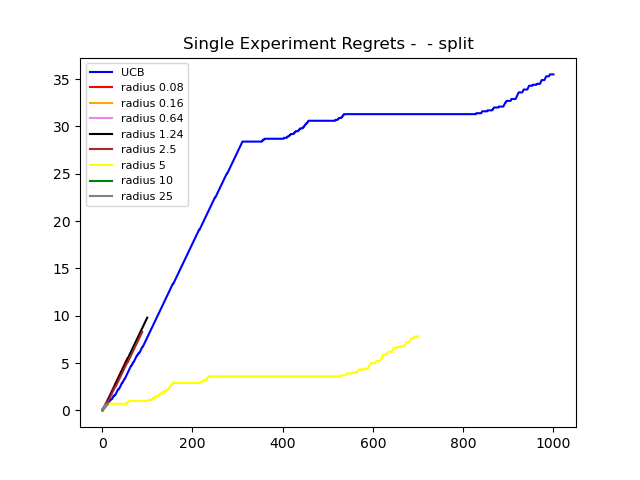 Single Experiment Regrets -  - split
UCB
radius 0.08
radius 0.16
radius 0.64
radius 1.24
radius 2.5
radius 5
radius 10
radius 25
35
30
25
20
15
10
5
0
0 200 400 600 800 1000